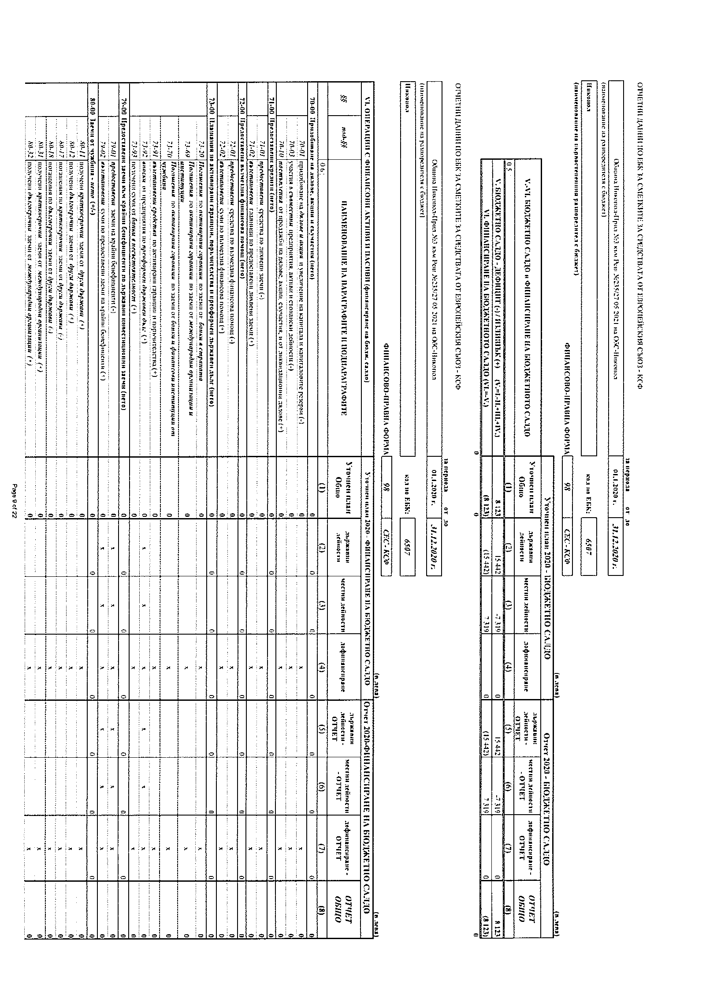 ОТЧЕТНИ ДАННИ ПО ЕБК ЗА СМЕТКИТЕ ЗА СРЕДСТВАТА ОТ ЕВРОПЕЙСКИЯ СЪЮЗ - КСФ
за периода от до
Община Никопол-Прил.№3 към Реш.№235/27.05.2021 на ОбС-Никопол 01.1.2020 г. 31.12.2020 г.
(наименование на разпоредителя с бюджет)
Никопол код по ЕБК: 6507
(наименование на първостепенния разпоредител с бюджет)
ФИНАНСОВО-ПРАВНА ФОРМА 98 СЕС - КСФ
(в лева) (в лева)
Уточнен план 2020 - БЮДЖЕТНО САЛДО Отчет 2020 - БЮДЖЕТНО САЛДО
V.-VI. БЮДЖЕТНО САЛДО и ФИНАНСИРАНЕ НА БЮДЖЕТНОТО САЛДО Уточнен план Общо държавни дейности местни дейности дофинансиране държавни дейности - ОТЧЕТ местни дейности - ОТЧЕТ дофинансиране - ОТЧЕТ ОТЧЕТ ОБЩО
0 5 (1) (2) (3) (4) (5) (6) (7) (8)
V. БЮДЖЕТНО САЛДО - ДЕФИЦИТ (-) / ИЗЛИШЪК (+) (V.=I.-II.+III.+IV.) 8 123 15 442 -7 319 0 15 442 -7 319 0 8 123
VI. ФИНАНСИРАНЕ НА БЮДЖЕТНОТО САЛДО (VI.=-V.) (8 123) (15 442) 7 319 0 (15 442) 7 319 0 (8 123)
0 0 0
ОТЧЕТНИ ДАННИ ПО ЕБК ЗА СМЕТКИТЕ ЗА СРЕДСТВАТА ОТ ЕВРОПЕЙСКИЯ СЪЮЗ - КСФ
за периода от до
Община Никопол-Прил.№3 към Реш.№235/27.05.2021 на ОбС-Никопол 01.1.2020 г. 31.12.2020 г.
(наименование на разпоредителя с бюджет)
Никопол код по ЕБК: 6507
ФИНАНСОВО-ПРАВНА ФОРМА 98 СЕС - КСФ
(в лева) (в лева)
VI. ОПЕРАЦИИ С ФИНАНСОВИ АКТИВИ И ПАСИВИ (финансиране на бюдж. салдо) Уточнен план 2020 - ФИНАНСИРАНЕ НА БЮДЖЕТНО САЛДО Отчет 2020-ФИНАНСИРАНЕ НА БЮДЖЕТНО САЛДО
§§ под-§§ НАИМЕНОВАНИЕ НА ПАРАГРАФИТЕ И ПОДПАРАГРАФИТЕ Уточнен план Общо държавни дейности местни дейности дофинансиране държавни дейности - ОТЧЕТ местни дейности - ОТЧЕТ дофинансиране - ОТЧЕТ ОТЧЕТ ОБЩО
0 6 (1) (2) (3) (4) (5) (6) (7) (8)
70-00 Придобиване на дялове, акции и съучастия (нето) 0 0 0 0 0 0 0 0
70-01 придобиване на дялове и акции и увеличение на капитала и капиталовите резерви (-) 0 x x 0
70-03 участия в съвместни предприятия, активи и стопански дейности (-) 0 x x 0
70-10 постъпления от продажби на дялове, акции, съучастия, и от ликвидационни дялове (+) 0 x x 0
71-00 Предоставени кредити (нето) 0 0 0 0 0 0 0 0
71-01 предоставени средства по лихвени заеми (-) 0 x x 0
71-02 възстановени главници по предоставени лихвени заеми (+) 0 x x 0
72-00 Предоставена възмездна финансова помощ (нето) 0 0 0 0 0 0 0 0
72-01 предоставени средства по възмездна финансова помощ (-) 0 x x 0
72-02 възстановени суми по възмездна финансова помощ (+) 0 x x 0
73-00 Плащания по активирани гаранции, поръчителства и преоформен държавен дълг (нето) 0 0 0 0 0 0 0 0
73-20 Погашения по активирани гаранции по заеми от банки в страната 0 x x 0
73-69 Погашения по активирани гаранции по заеми от международни организации и институции 0 x x 0
73-70 Погашения по активирани гаранции по заеми от банки и финансови институции от чужбина 0 x x 0
73-91 възстановени средства по активирани гаранции и поръчителства (+) 0 x x 0
73-92 вноски от предприятия по преоформен държавен дълг (+) 0 x x x x x x 0
73-93 получени суми от банки в несъстоятелност (+) 0 x x 0
79-00 Предоставени заеми към крайни бенефициенти по държавни инвестиционни заеми (нето) 0 0 0 0 0 0 0 0
79-01 предоставени заеми на крайни бенефициенти (-) 0 x x x x x x 0
79-02 възстановени суми по предоставени заеми на крайни бенефициенти (+) 0 x x x x x x 0
80-00 Заеми от чужбина - нето (+/-) 0 0 0 0 0 0 0 0
80-11 получени краткосрочни заеми от други държави (+) 0 x x 0
80-12 получени дългосрочни заеми от други държави (+) 0 x x 0
80-17 погашения по краткосрочни заеми от други държави (-) 0 x x 0
80-18 погашения по дългосрочни заеми от други държави (-) 0 x x 0
80-31 получени краткосрочни заеми от международни организации (+) 0 x x 0
80-32 получени дългосрочни заеми от международни организации (+) 0 x x 0
Page 9 of 22